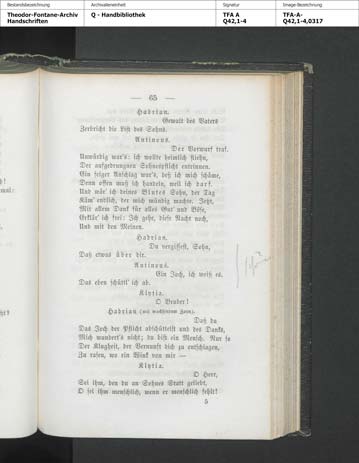 Bestandsbezeichnung
Theodor-Fontane-Archiv
Handschriften
Archivalieneinheit
Q - Handbibliothek
Signatur
TFA A
Q42,1-4
Image-Bezeichnung
TFA-A-
Q42,1-4,0317
— 65 —
Hadrian.
Gewalt des Vaters
Zerbricht die List des Sohns.
Antinous.
Der Vorwurf traf.
Unwürdig war's: ich wollte heimlich fliehn,
Der aufgedrungnen Sohnespflicht entrinnen.
Ein feiger Anschlag war's, deß ich mich schäme,
Denn offen muß ich handeln, weil ich darf.
Und wär' ich deines Blutes Sohn, der Tag
Käm' endlich, der mich mündig machte. Jetzt,
Mit allem Dank für alles Gut' und Böse,
Erklär' ich frei: Ich gehe, diese Nacht noch,
Und mit den Meinen.
Hadrian.
Du vergissest, Sohn,
Daß etwas über dir.
Antinous.
Ein Joch, ich weiß es.
Das eben schüttl' ich ab.
Klytia.
O Bruder!
Hadrian (mit wachsendem Zorn).
Daß du
Das Joch der Pflicht abschüttelst und des Danks,
Mich wundert's nicht; du bist ein Mensch. Nur so
Der Klugheit, der Vernunft dich zu entschlagen,
Zu rasen, wo ein Wink von mir —
Klytia.
O Herr,
Sei ihm, den du an Sohnes Statt geliebt,
O sei ihm menschlich, wenn er menschlich fehlt!
5